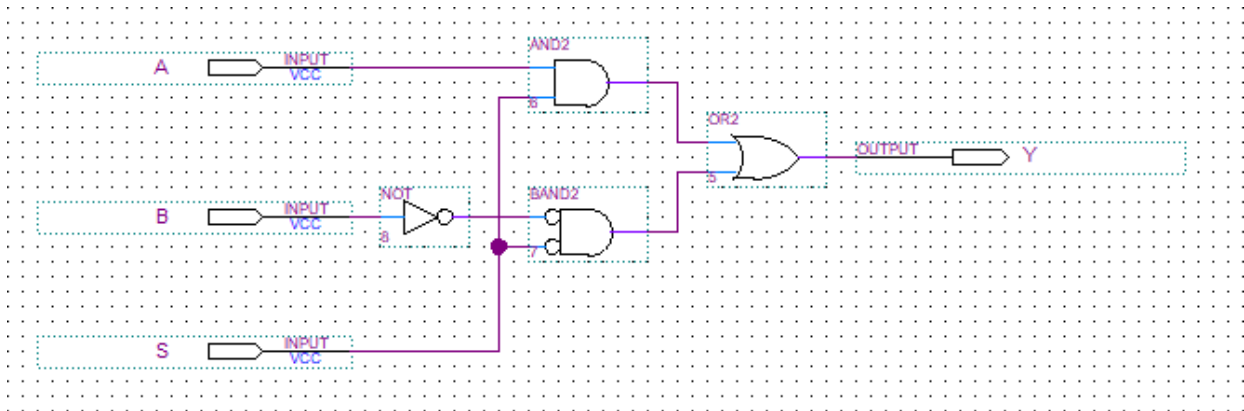 AND2
A
INPUT
VCC
6
OR2
OUTPUT
Y
5
NOT
BAND2
B
INPUT
VCC
8
7
S
INPUT
VCC